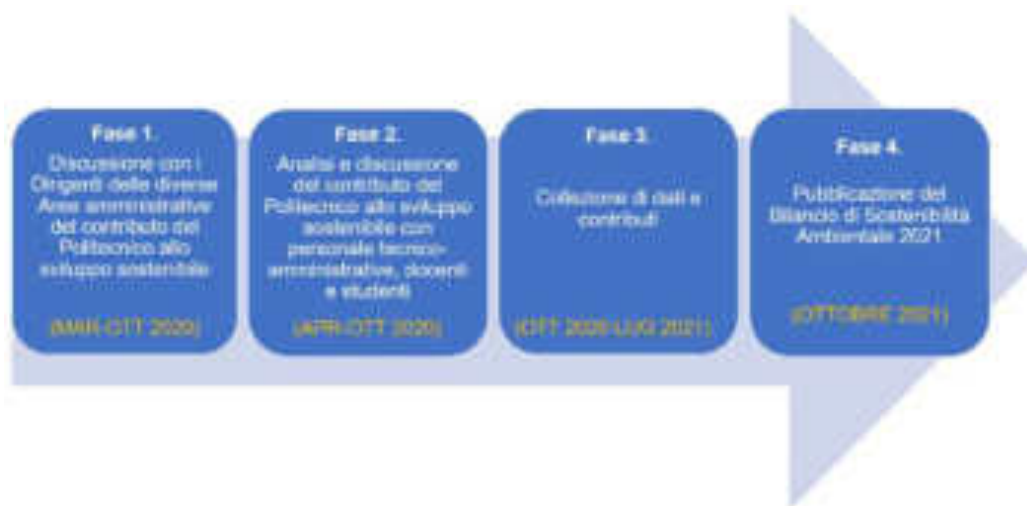 Fase 1.
Discussione con i
Dirigenti delle diverse
Aree amministrative
del contributo del
Politecnico allo
sviluppo sostenibile
(MAR-OTT 2020)
Fase 2.
Analisi e discussione
del contributo del
Politecnico allo sviluppo
sostenibile con
personale tecnico-
amministrative, docenti
e studenti
(APR-OTT 2020)
Fase 3.
Collezione di dati e
contributi
(OTT 2020-LUG 2021)
Fase 4.
Pubblicazione del
Bilancio di Sostenibilità
Ambientale 2021
(OTTOBRE 2021)